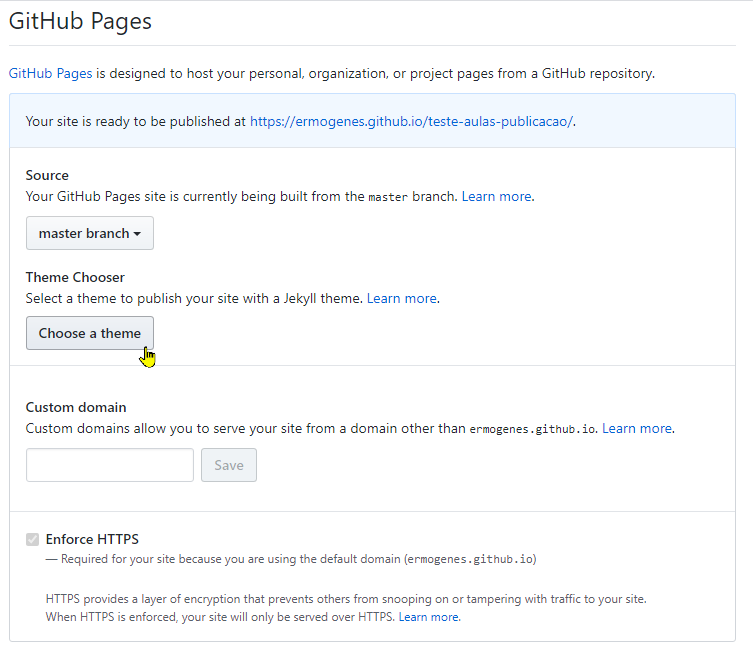 GitHub Pages
GitHub Pages is designed to host your personal, organization, or project pages from a GitHub repository.
Your site is ready to be published at https://ermogenes.github.io/teste-aulas-publicacao/.
Source
Your GitHub Pages site is currently being built from the master branch. Learn more.
master branch
Theme Chooser
Select a theme to publish your site with a Jekyll theme. Learn more.
Choose a theme
Custom domain
Custom domains allow you to serve your site from a domain other than ermogenes.github.io. Learn more.
Save
Enforce HTTPS
— Required for your site because you are using the default domain (ermogenes.github.io)
HTTPS provides a layer of encryption that prevents others from snooping on or tampering with traffic to your site.
When HTTPS is enforced, your site will only be served over HTTPS. Learn more.